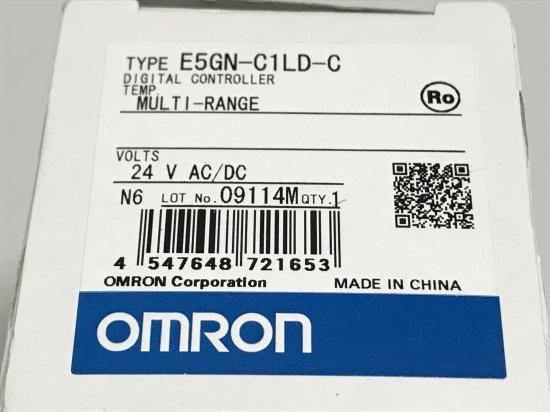 TYPE E5GN-C1LD-C
DIGITAL CONTROLLER
TEMP.
MULTI-RANGE
Ro
VOLTS
24 V AC/DC
N6 LOT No. 09114M QTY. 1
4 547648 721653
OMRON Corporation MADE IN CHINA
OMRON